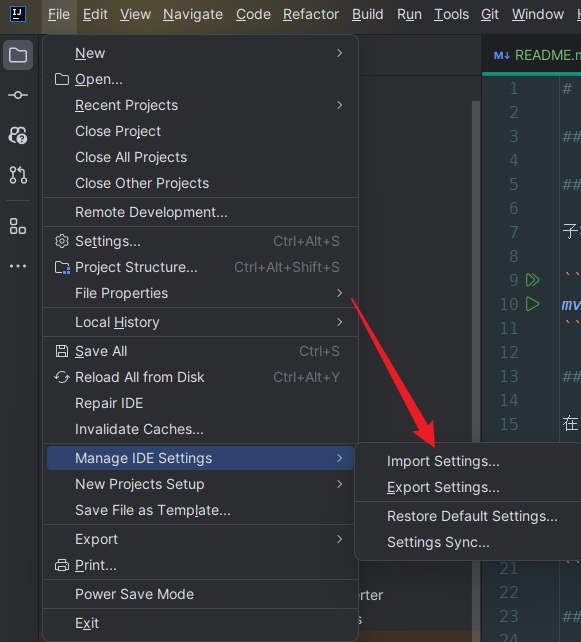 IJ
File Edit View Navigate Code Refactor Build Run Tools Git Window
New
Open...
Recent Projects
Close Project
Close All Projects
Close Other Projects
Remote Development...
Settings... Ctrl+Alt+S
Project Structure... Ctrl+Alt+Shift+S
File Properties
Local History
Save All Ctrl+S
Reload All from Disk Ctrl+Alt+Y
Repair IDE
Invalidate Caches...
Manage IDE Settings
New Projects Setup
Save File as Template...
Export
Print...
Power Save Mode
Exit
Import Settings...
Export Settings...
Restore Default Settings...
Settings Sync...
M↓ README.m
1 #
2
3 ##
4
5 ##
6
7 子
8
9 ``
10 mv
11 ``
12
13 ##
14
15 在
21 ``
22
23 ##
24